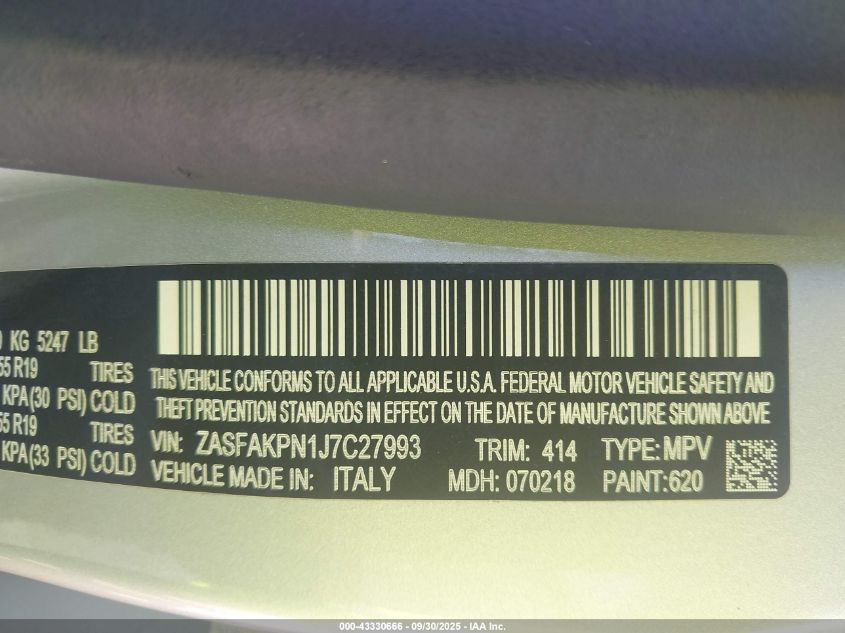 KG 5247 LB
55 R19 TIRES
KPA(30 PSI) COLD
55 R19 TIRES
KPA(33 PSI) COLD
THIS VEHICLE CONFORMS TO ALL APPLICABLE U.S.A. FEDERAL MOTOR VEHICLE SAFETY AND
THEFT PREVENTION STANDARDS IN EFFECT ON THE DATE OF MANUFACTURE SHOWN ABOVE
VIN: ZASFAKPN1J7C27993 TRIM: 414 TYPE: MPV
VEHICLE MADE IN: ITALY MDH: 070218 PAINT:620
000-43330666 - 09/30/2025 - IAA Inc.